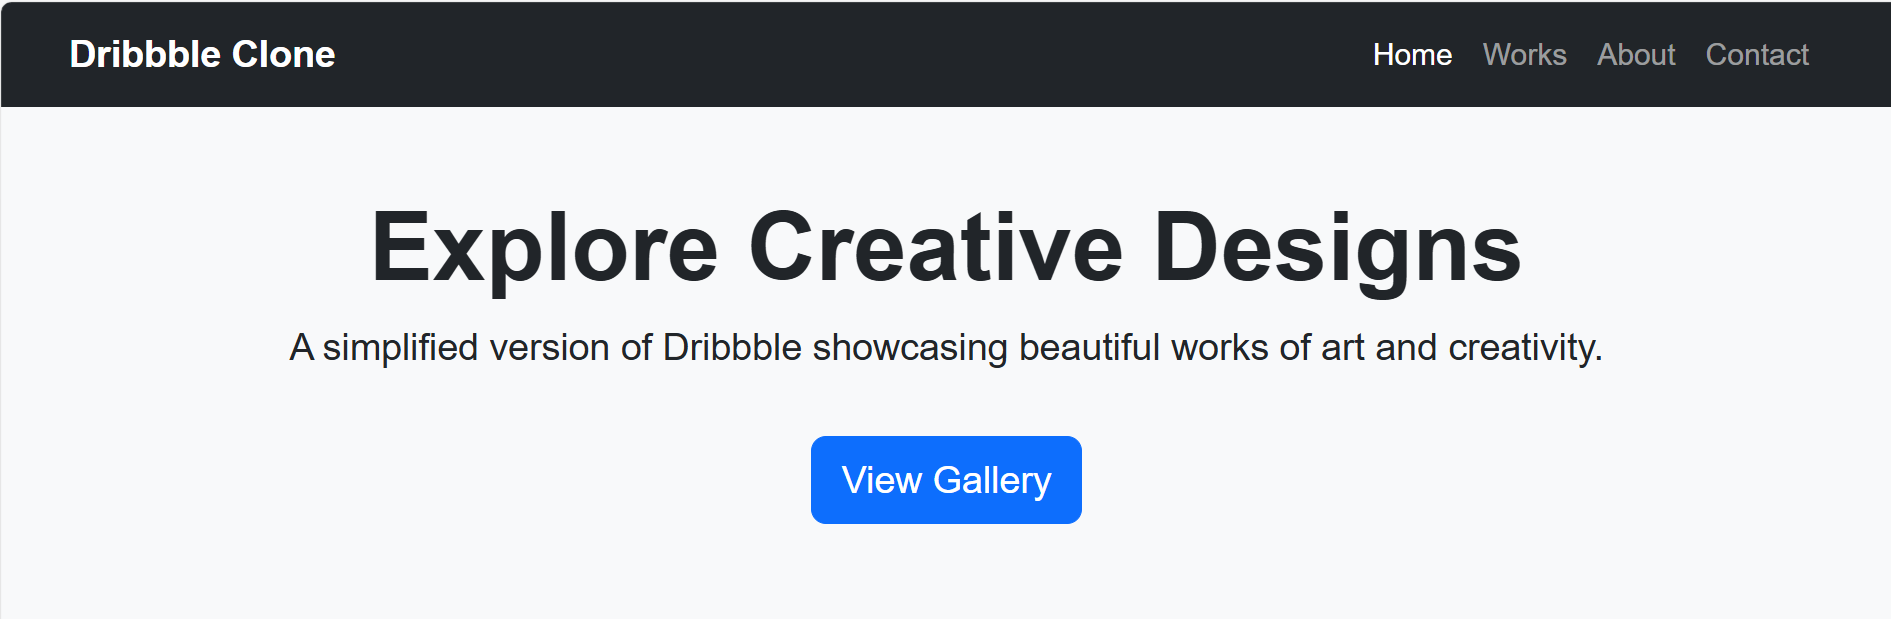 Dribbble Clone
Home Works About Contact
Explore Creative Designs
A simplified version of Dribbble showcasing beautiful works of art and creativity.
View Gallery